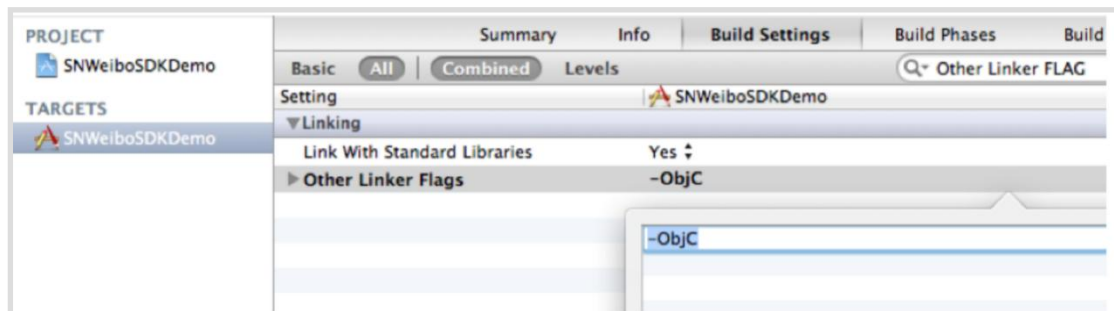 PROJECT
SNWeiboSDKDemo
TARGETS
SNWeiboSDKDemo
Summary Info Build Settings Build Phases Build
Basic All Combined Levels Other Linker FLAG
Setting SNWeiboSDKDemo
Linking
Link With Standard Libraries Yes
Other Linker Flags -ObjC
-ObjC